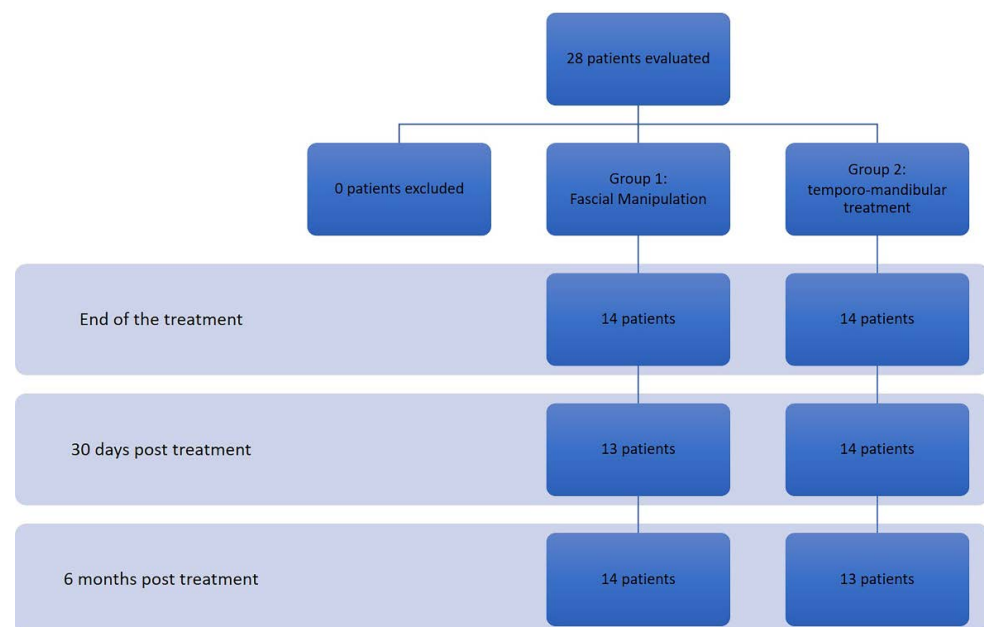 28 patients evaluated
0 patients excluded
Group 1:
Fascial Manipulation
Group 2:
temporo-mandibular
treatment
End of the treatment
14 patients
14 patients
30 days post treatment
13 patients
14 patients
6 months post treatment
14 patients
13 patients